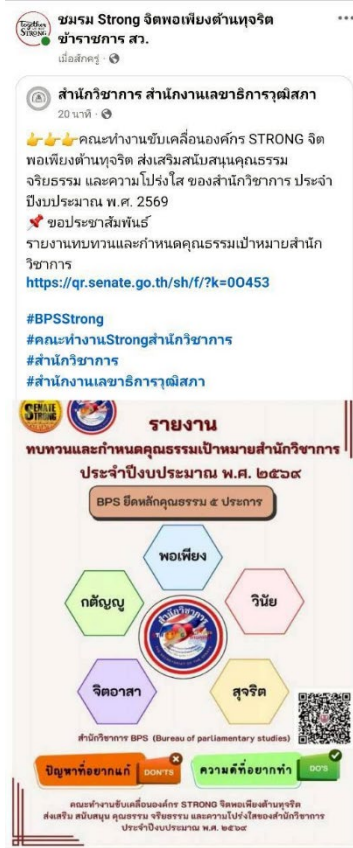 ชมรม Strong จิตพอเพียงต้านทุจริต
ข้าราชการ สว.
เมื่อสักครู่
สำนักวิชาการ สำนักงานเลขาธิการวุฒิสภา
20 นาที
👉👉👉คณะทำงานขับเคลื่อนองค์กร STRONG จิต
พอเพียงต้านทุจริต ส่งเสริมสนับสนุนคุณธรรม
จริยธรรม และความโปร่งใส ของสำนักวิชาการ ประจำ
ปีงบประมาณ พ.ศ. 2569
📌 ขอประชาสัมพันธ์
รายงานทบทวนและกำหนดคุณธรรมเป้าหมายสำนัก
วิชาการ
https://qr.senate.go.th/sh/f/?k=0O453
#BPSStrong
#คณะทำงานStrongสำนักวิชาการ
#สำนักวิชาการ
#สำนักงานเลขาธิการวุฒิสภา
SENATE
STRONG
รายงาน
ทบทวนและกำหนดคุณธรรมเป้าหมายสำนักวิชาการ
ประจำปีงบประมาณ พ.ศ. ๒๕๖๙
BPS ยึดหลักคุณธรรม ๕ ประการ
พอเพียง
กตัญญู
วินัย
สำนักวิชาการ
จิตอาสา
สุจริต
สำนักวิชาการ BPS (Bureau of parliamentary studies)
ปัญหาที่อยากแก้ DON'TS
ความดีที่อยากทำ DO'S
คณะทำงานขับเคลื่อนองค์กร STRONG จิตพอเพียงต้านทุจริต
ส่งเสริม สนับสนุน คุณธรรม จริยธรรม และความโปร่งใสของสำนักวิชาการ
ประจำปีงบประมาณ พ.ศ. ๒๕๖๙